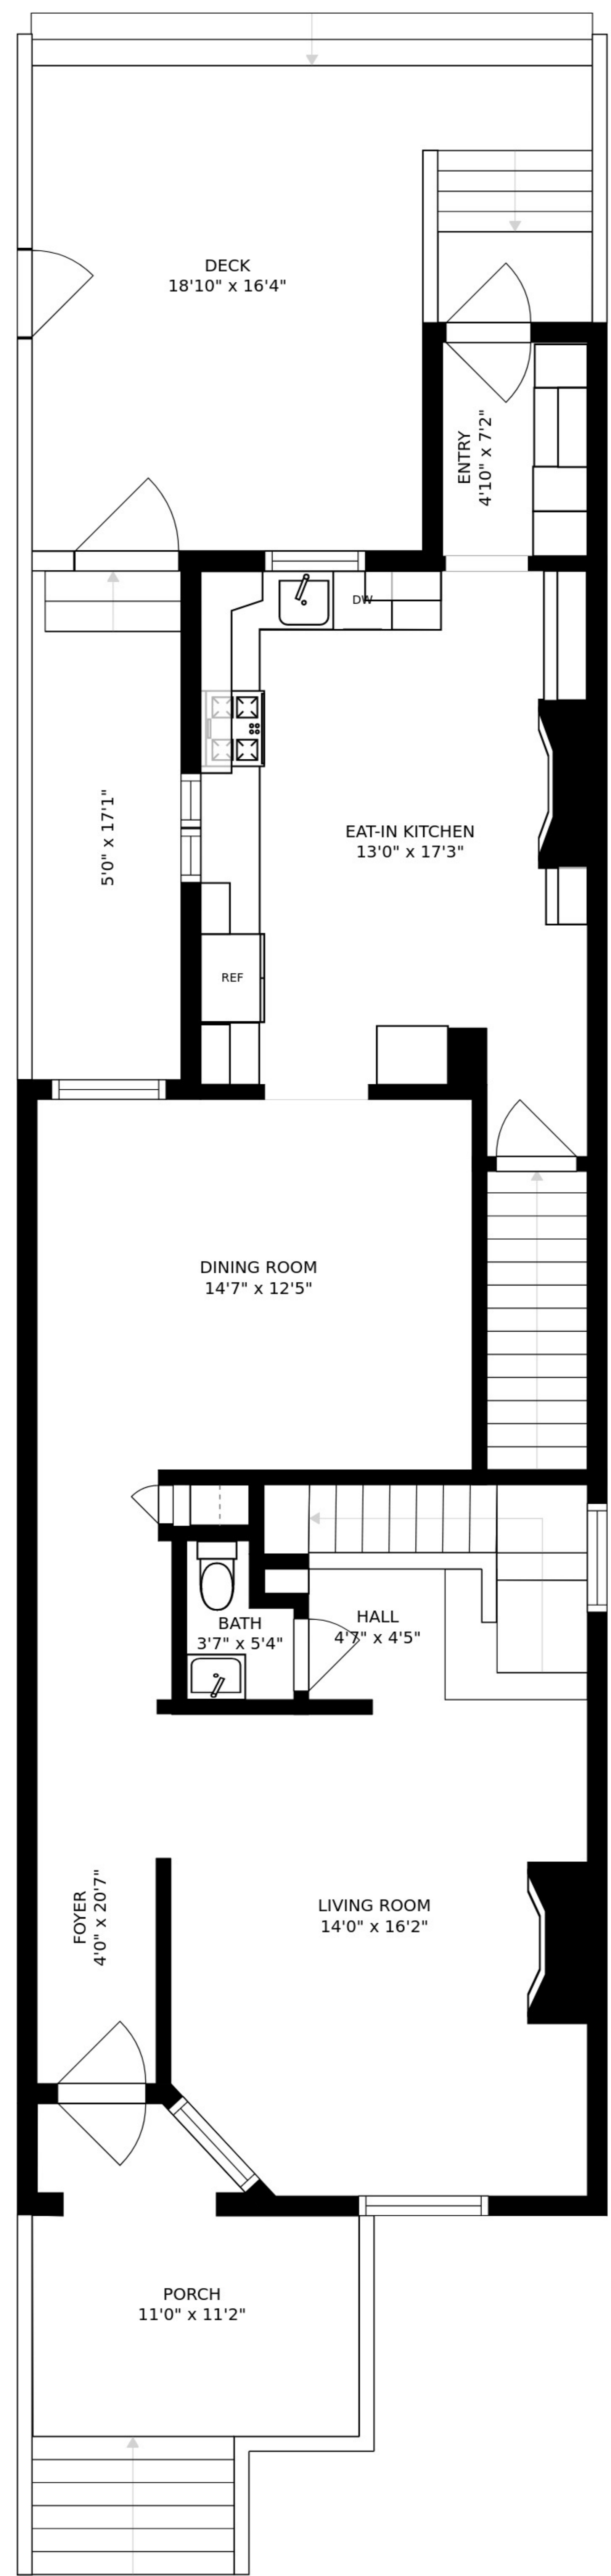 DECK
18'10" x 16'4"
ENTRY
4'10" x 7'2"
DW
5'0" x 17'1"
EAT-IN KITCHEN
13'0" x 17'3"
REF
DINING ROOM
14'7" x 12'5"
BATH
3'7" x 5'4"
HALL
4'7" x 4'5"
FOYER
4'0" x 20'7"
LIVING ROOM
14'0" x 16'2"
PORCH
11'0" x 11'2"